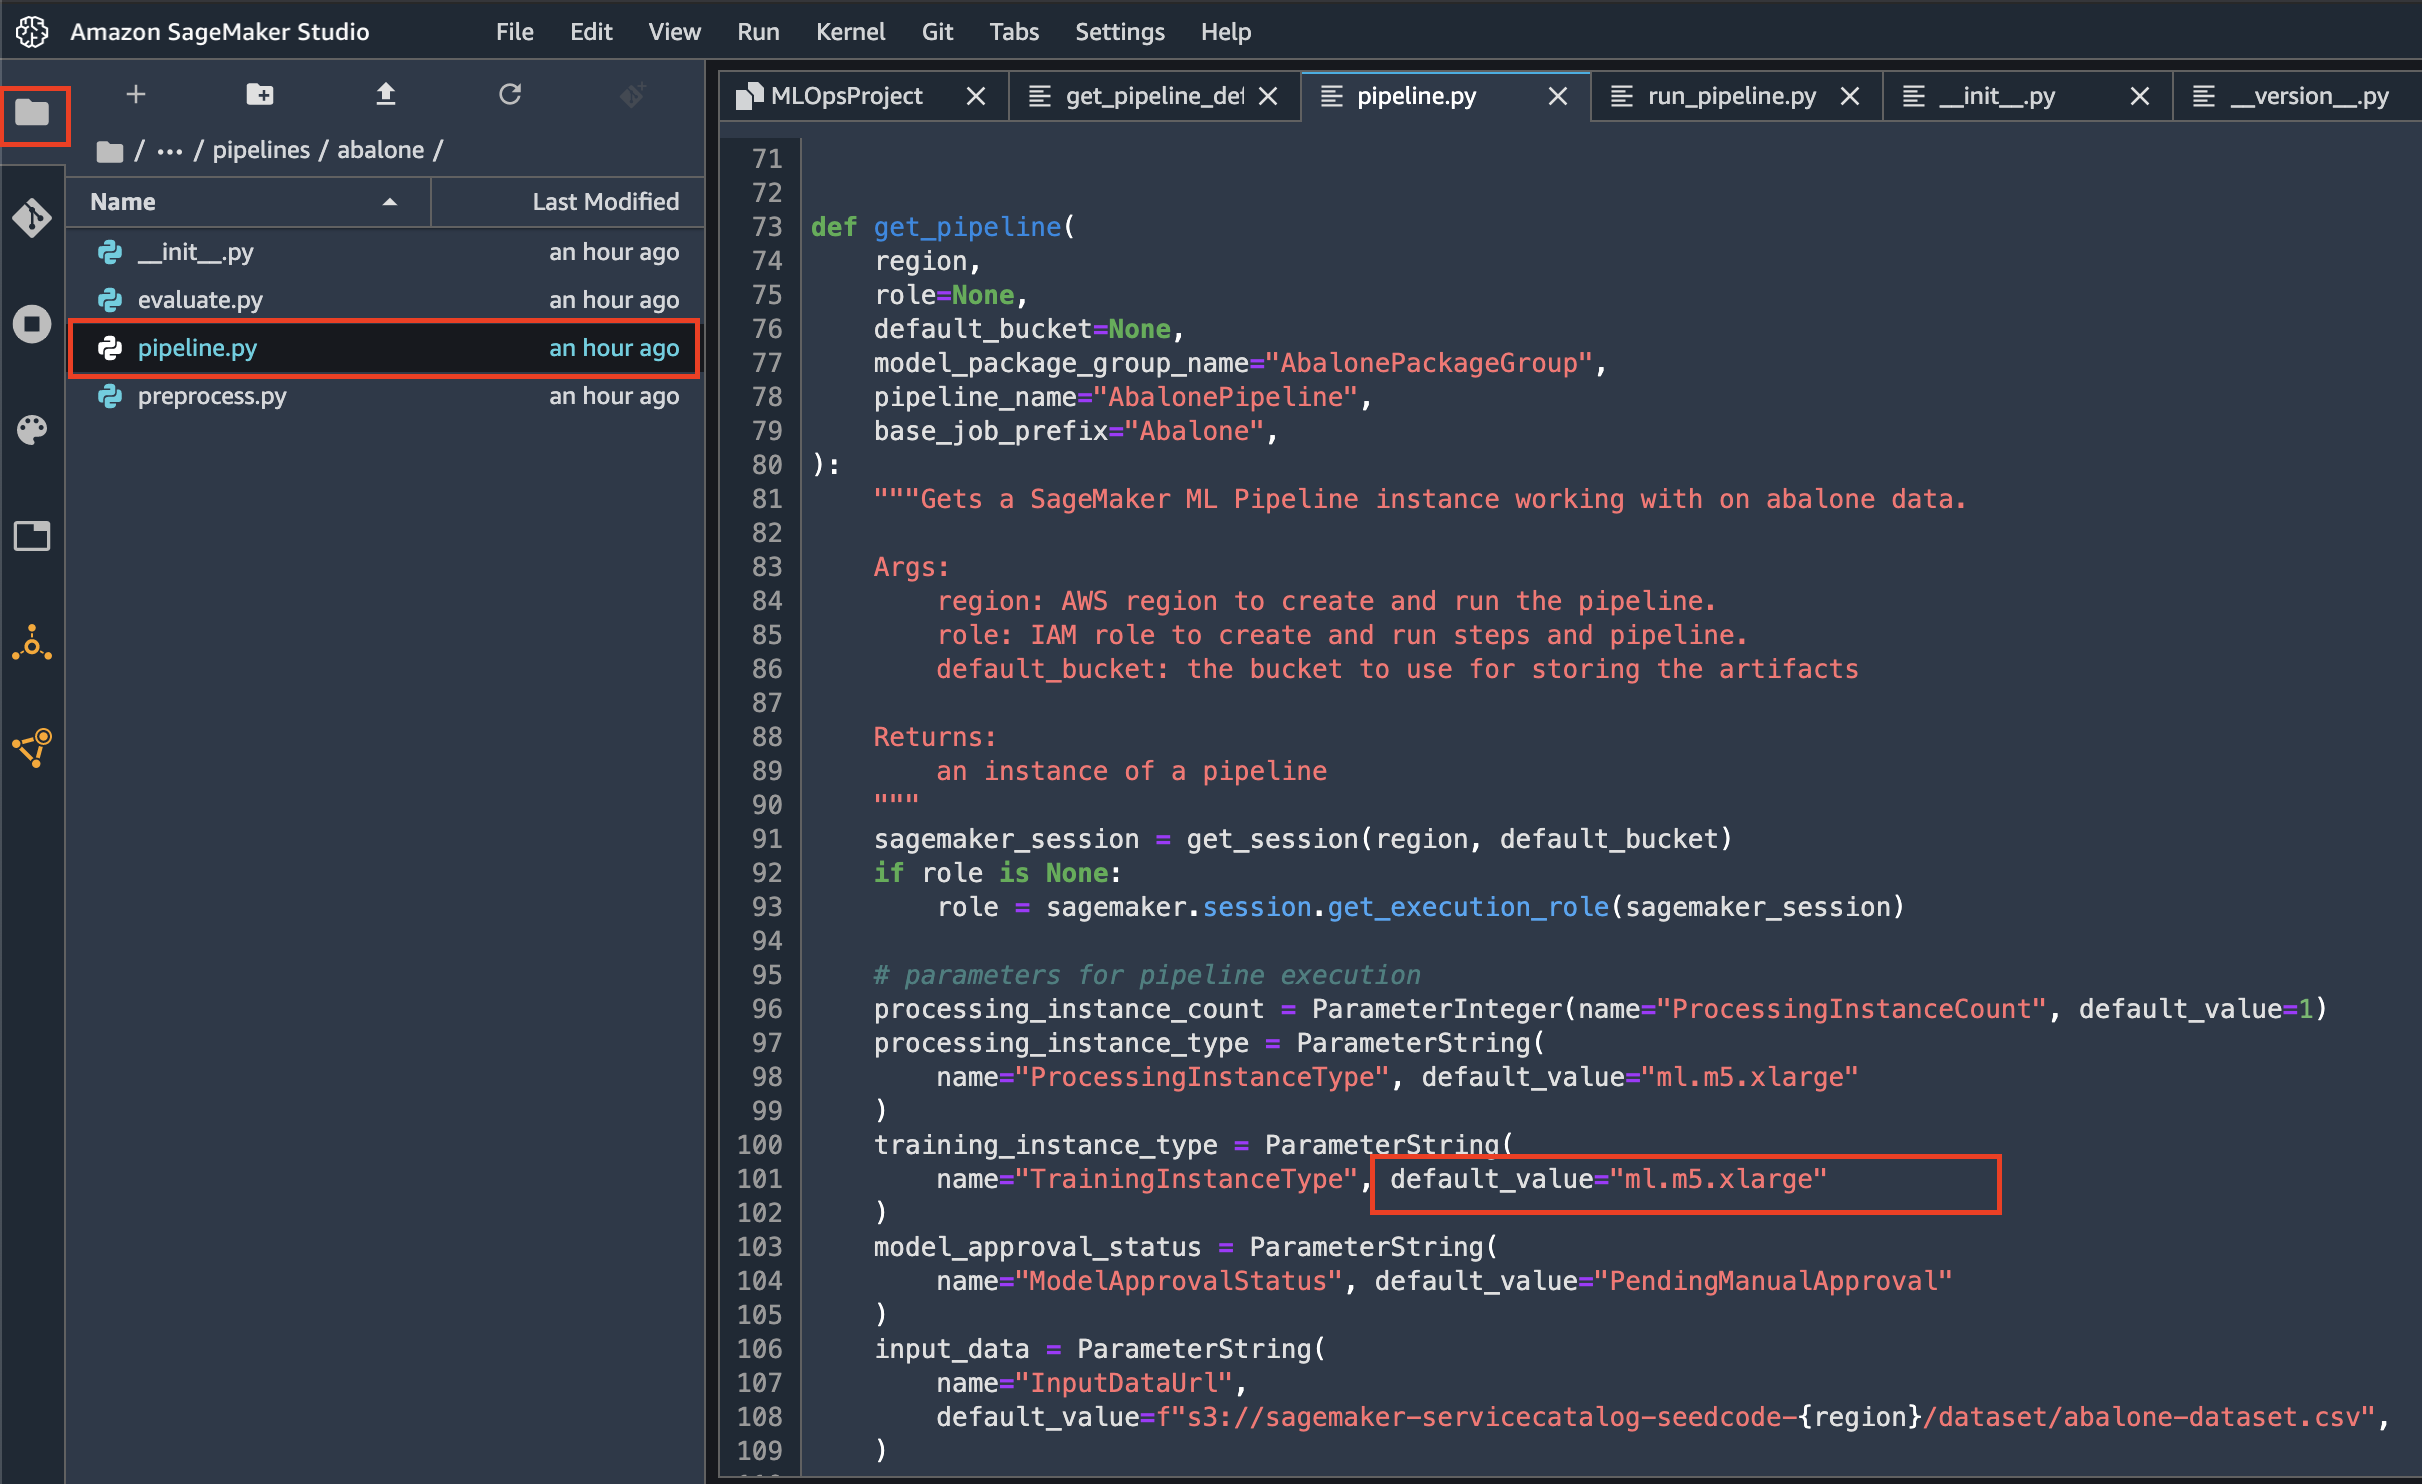 Amazon SageMaker Studio File Edit View Run Kernel Git Tabs Settings Help
/ ... / pipelines / abalone /
Name Last Modified
__init__.py an hour ago
evaluate.py an hour ago
pipeline.py an hour ago
preprocess.py an hour ago
MLOpsProject get_pipeline_def pipeline.py run_pipeline.py __init__.py __version__.py
71
72
73 def get_pipeline(
74     region,
75     role=None,
76     default_bucket=None,
77     model_package_group_name="AbalonePackageGroup",
78     pipeline_name="AbalonePipeline",
79     base_job_prefix="Abalone",
80 ):
81     """Gets a SageMaker ML Pipeline instance working with on abalone data.
82
83     Args:
84         region: AWS region to create and run the pipeline.
85         role: IAM role to create and run steps and pipeline.
86         default_bucket: the bucket to use for storing the artifacts
87
88     Returns:
89         an instance of a pipeline
90     """
91     sagemaker_session = get_session(region, default_bucket)
92     if role is None:
93         role = sagemaker.session.get_execution_role(sagemaker_session)
94
95     # parameters for pipeline execution
96     processing_instance_count = ParameterInteger(name="ProcessingInstanceCount", default_value=1)
97     processing_instance_type = ParameterString(
98         name="ProcessingInstanceType", default_value="ml.m5.xlarge"
99     )
100     training_instance_type = ParameterString(
101         name="TrainingInstanceType", default_value="ml.m5.xlarge"
102     )
103     model_approval_status = ParameterString(
104         name="ModelApprovalStatus", default_value="PendingManualApproval"
105     )
106     input_data = ParameterString(
107         name="InputDataUrl",
108         default_value=f"s3://sagemaker-servicecatalog-seedcode-{region}/dataset/abalone-dataset.csv",
109     )